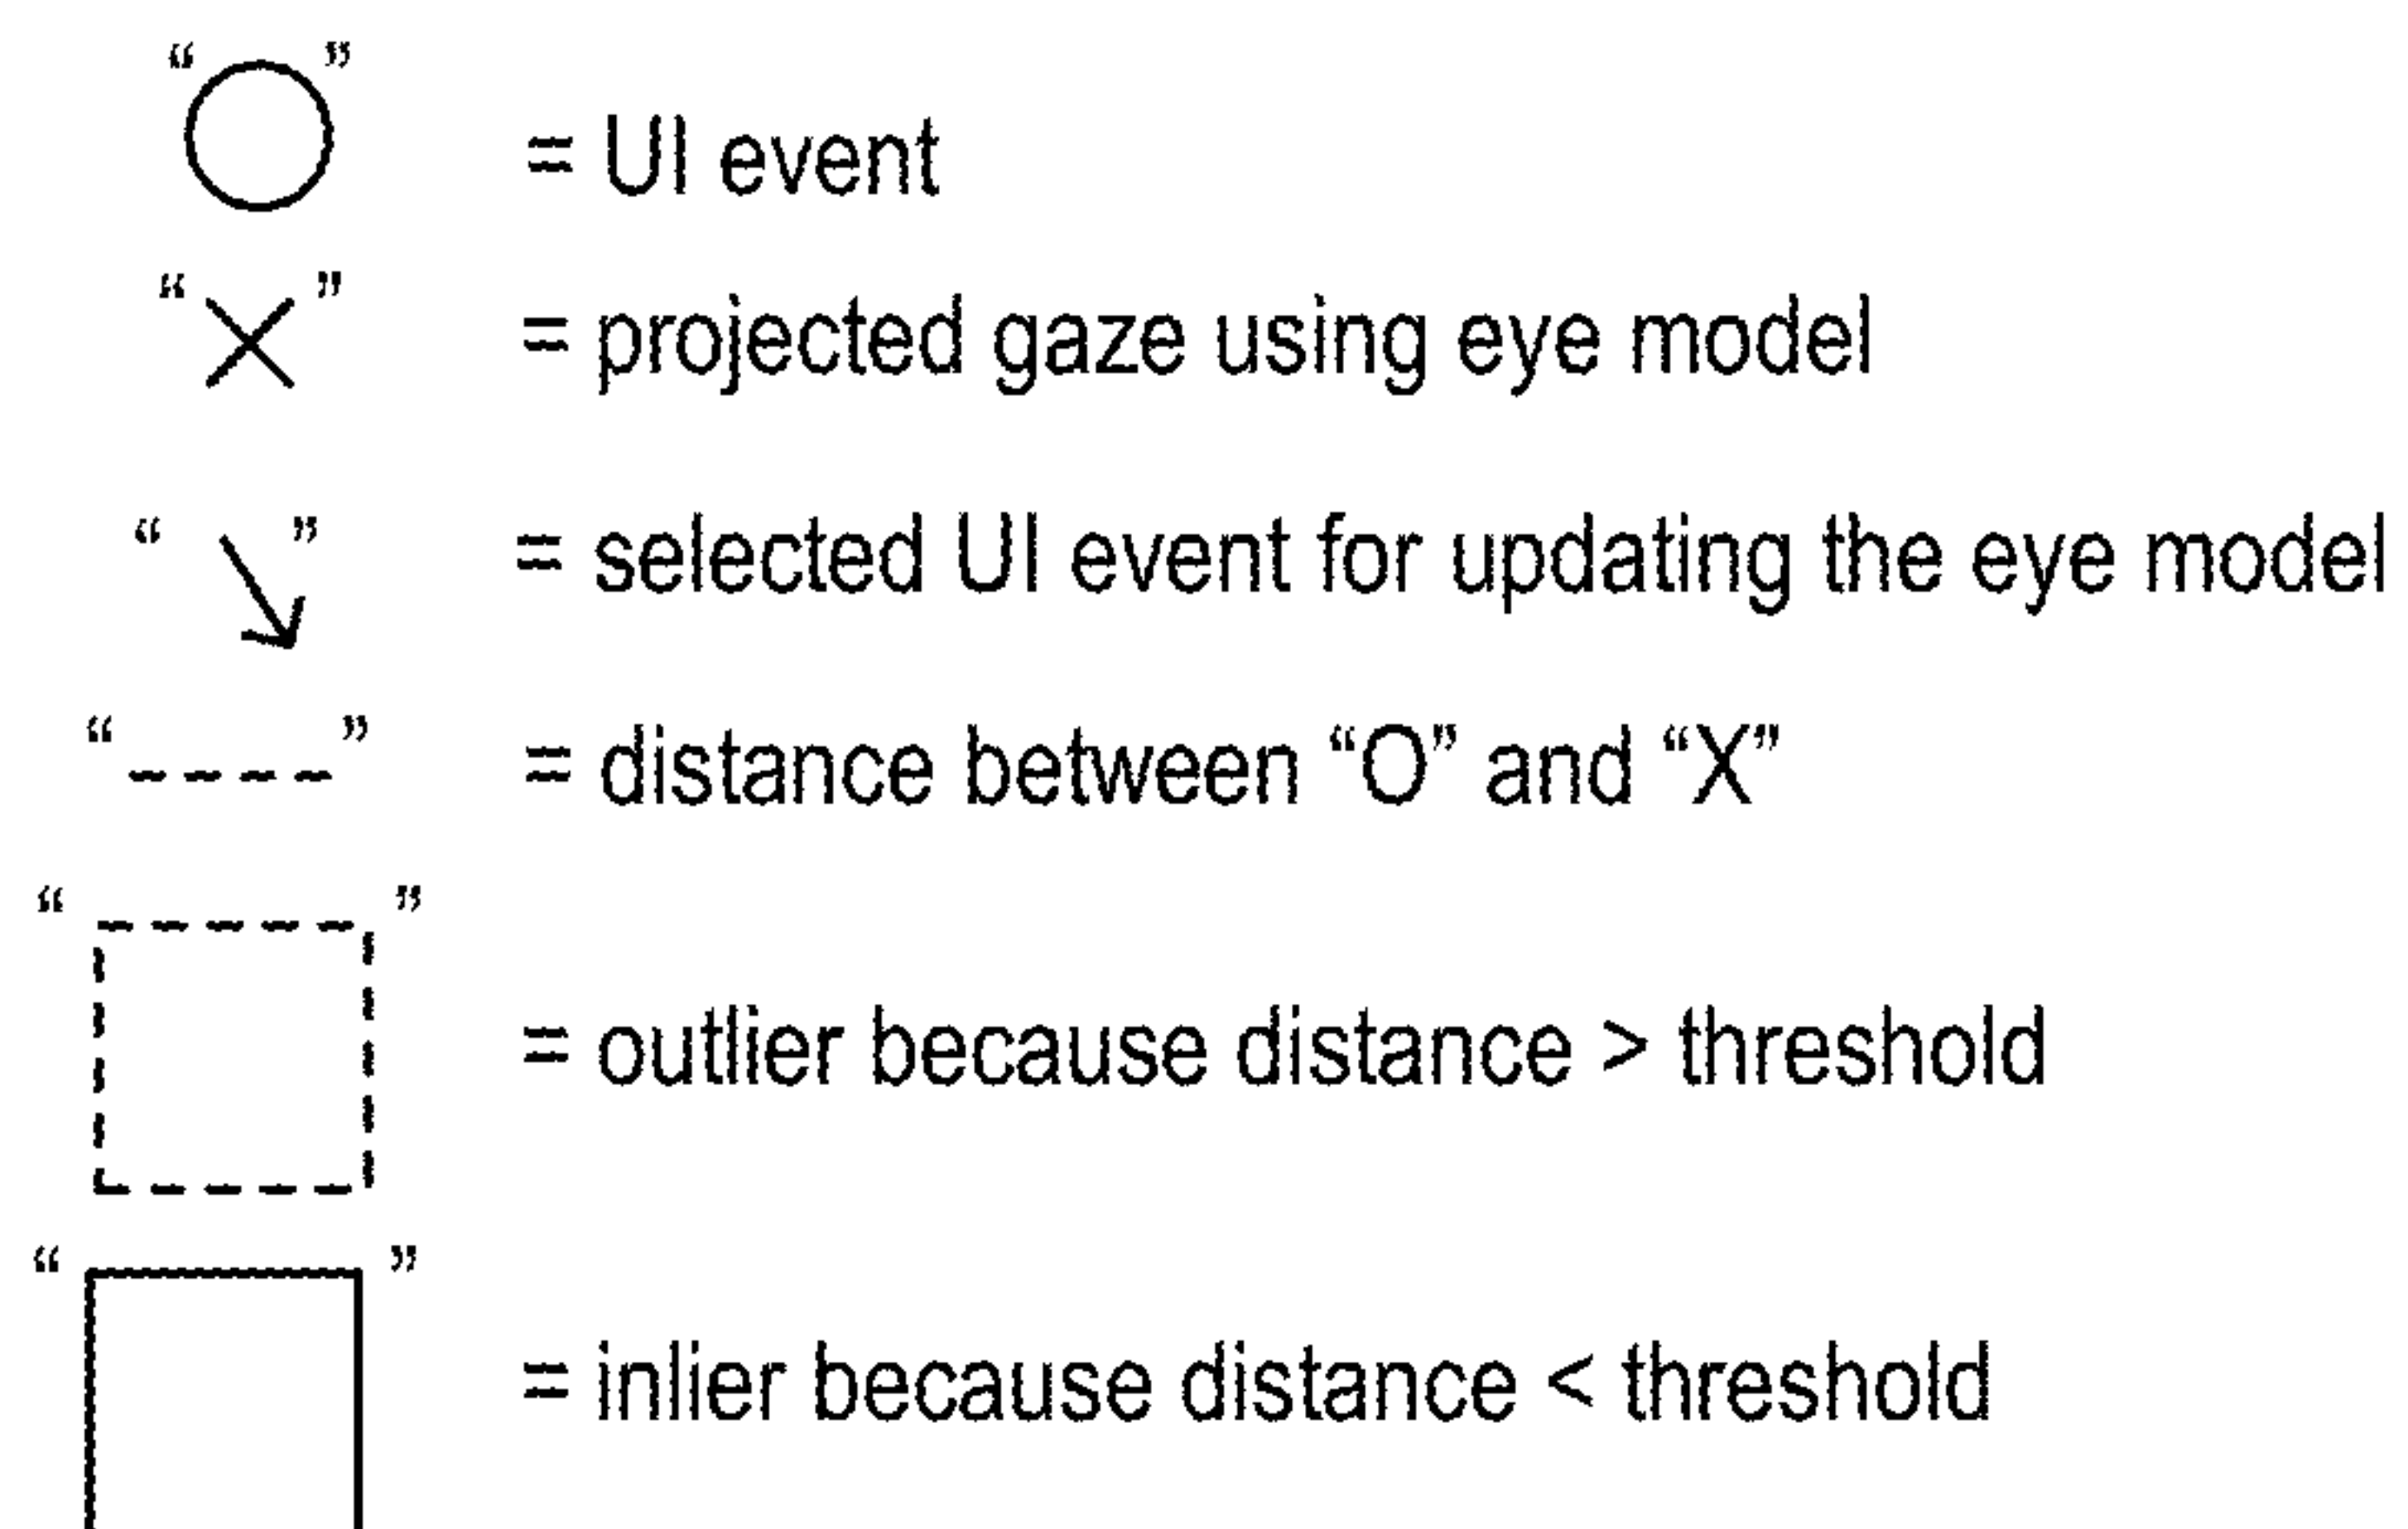 “○” = UI event
“×” = projected gaze using eye model
“↘” = selected UI event for updating the eye model
“----” = distance between “O” and “X”
“ ” = outlier because distance > threshold
“ ” = inlier because distance < threshold